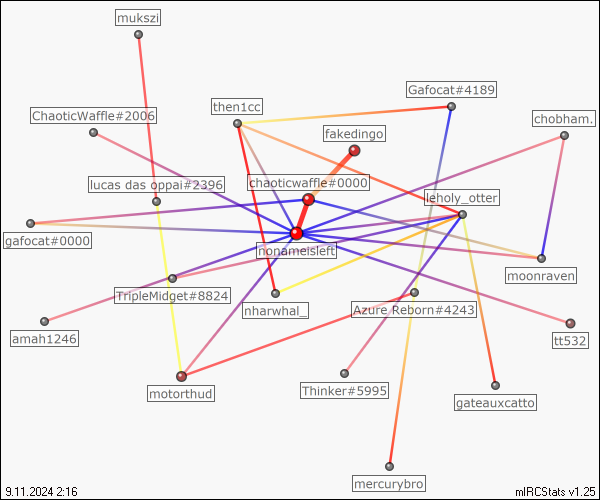 mukszi
Gafocat#4189
then1cc
ChaoticWaffle#2006
chobham.
fakedingo
chaoticwaffle#0000
lucas das oppai#2396
leholy_otter
gafocat#0000
nonameisleft
moonraven
TripleMidget#8824
nharwhal_
Azure Reborn#4243
amah1246
tt532
motorthud
Thinker#5995
gateauxcatto
mercurybro
9.11.2024 2:16
mIRCStats v1.25